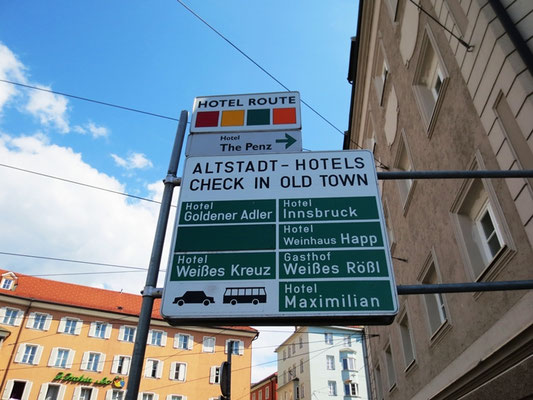 HOTEL ROUTE
Hotel
The Penz
ALTSTADT - HOTELS
CHECK IN OLD TOWN
Hotel
Goldener Adler
Hotel
Innsbruck
Hotel
Weinhaus Happ
Hotel
Weißes Kreuz
Gasthof
Weißes Rößl
Hotel
Maximilian